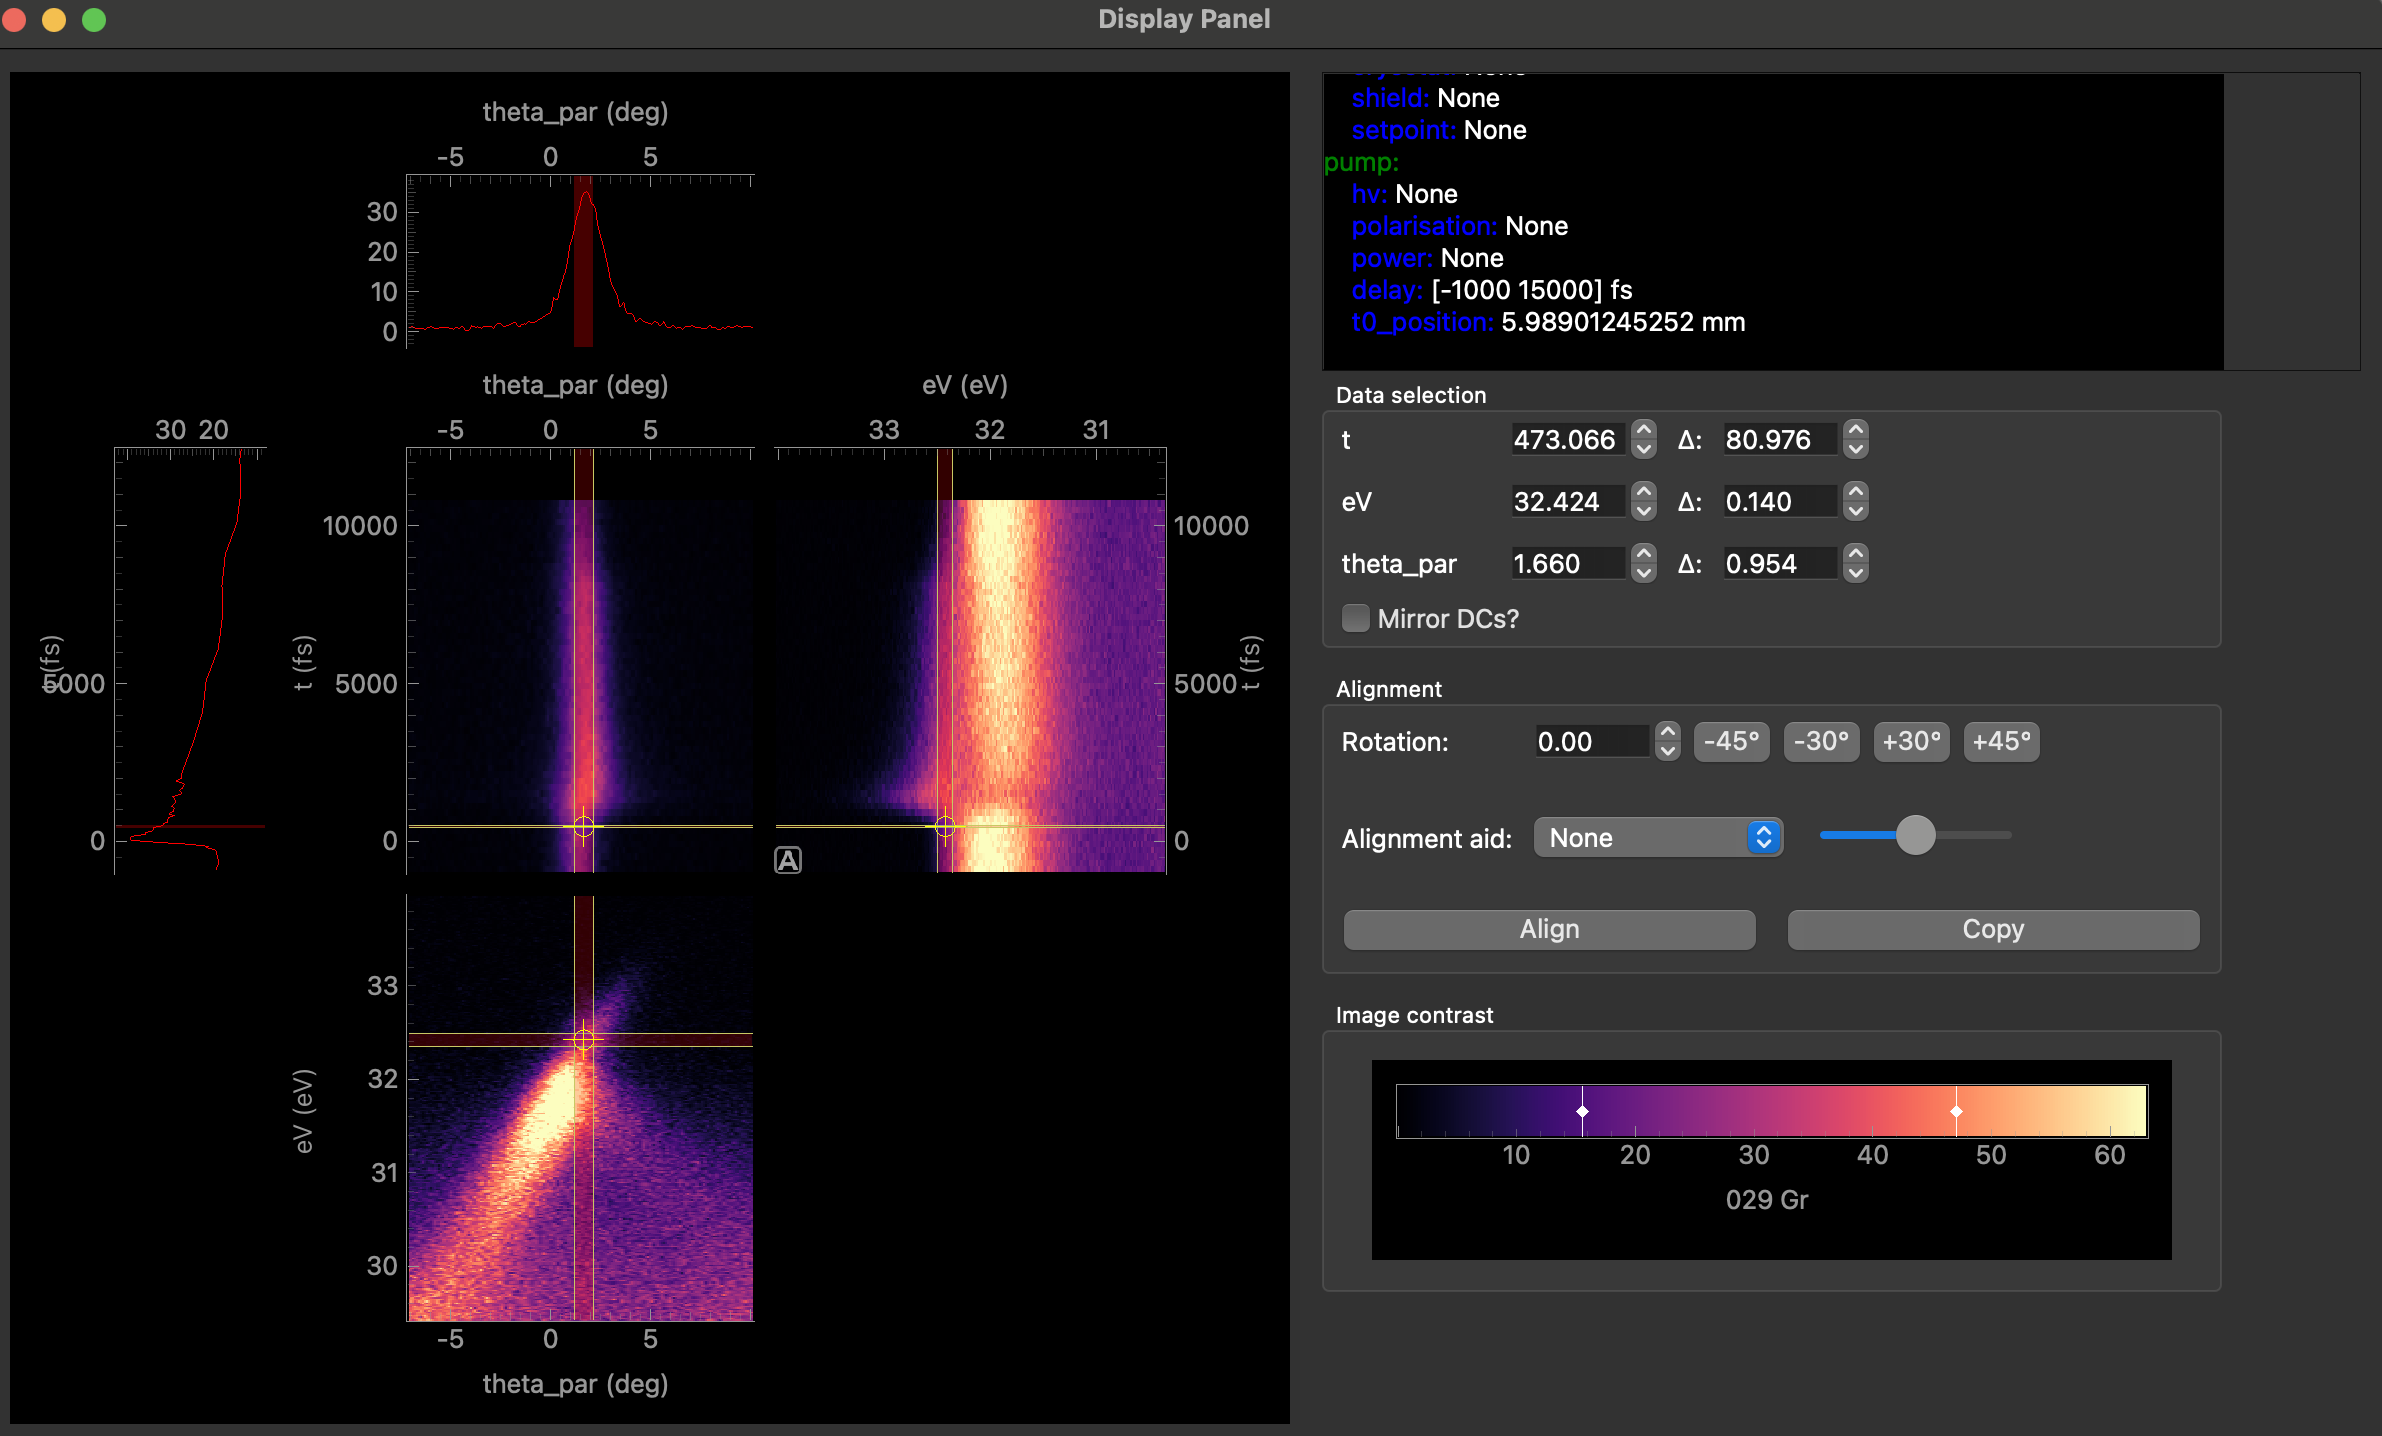 Display Panel
theta_par (deg)
-5 0 5
30
20
10
0
theta_par (deg)
eV (eV)
30 20
-5 0 5
33 32 31
10000
5000
0
t (fs)
t (fs)
10000
5000
0
10000
5000
0
t (fs)
A
33
32
31
30
eV (eV)
-5 0 5
theta_par (deg)
shield: None
setpoint: None
pump:
hv: None
polarisation: None
power: None
delay: [-1000 15000] fs
t0_position: 5.98901245252 mm
Data selection
t 473.066 Δ: 80.976
eV 32.424 Δ: 0.140
theta_par 1.660 Δ: 0.954
Mirror DCs?
Alignment
Rotation: 0.00 -45° -30° +30° +45°
Alignment aid: None
Align Copy
Image contrast
10 20 30 40 50 60
029 Gr